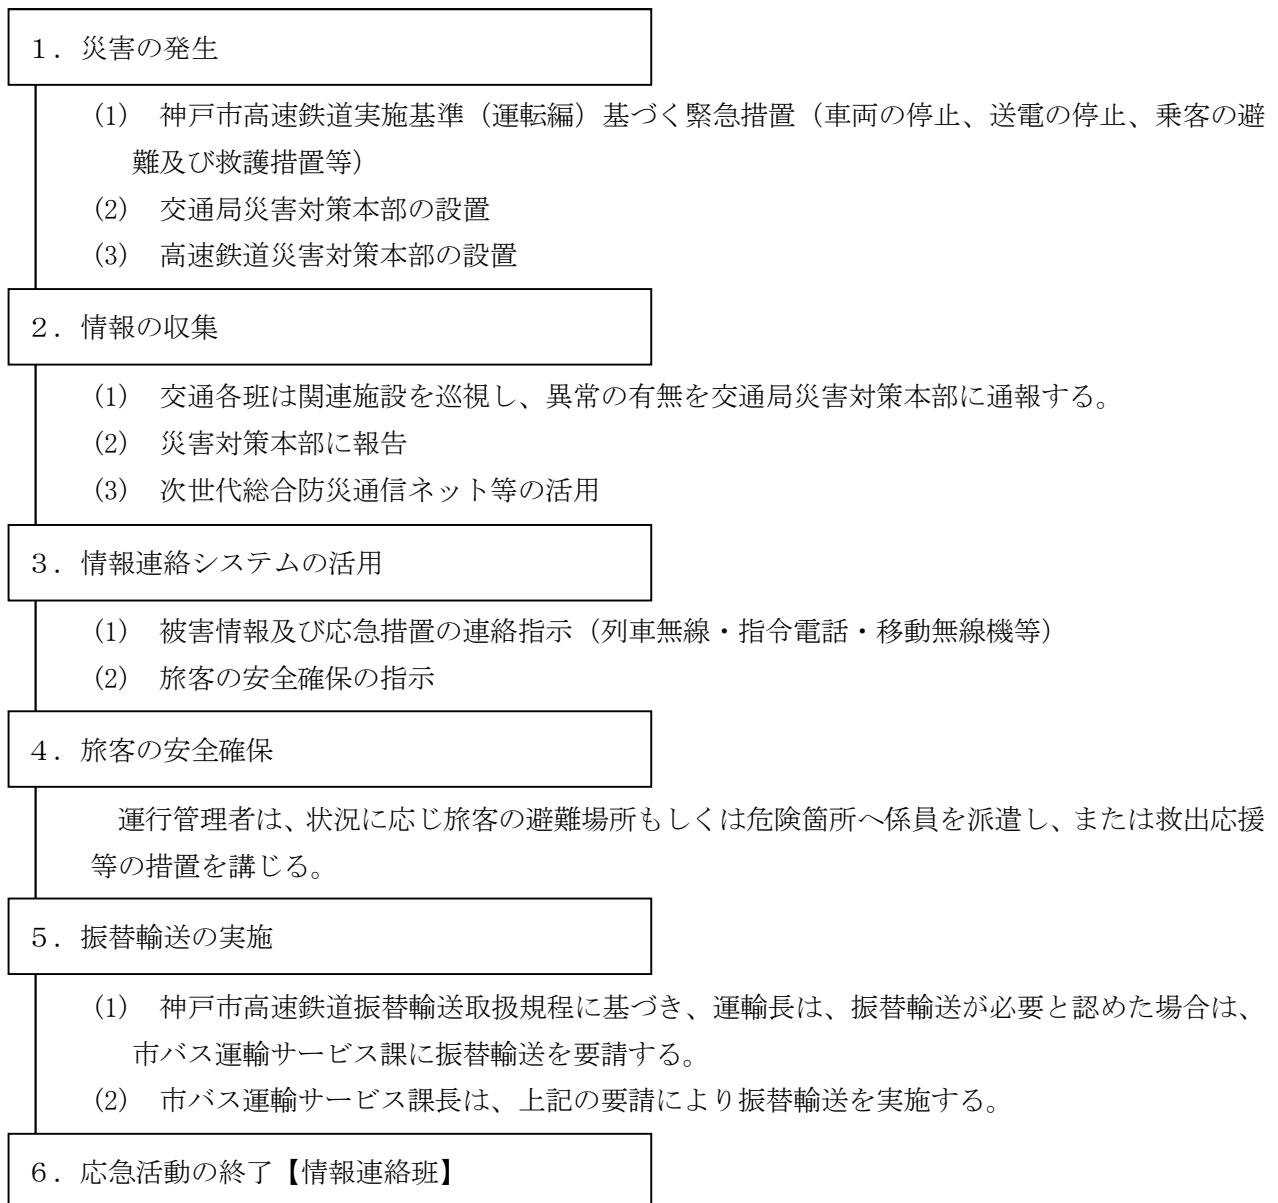 １．災害の発生
(1)　神戸市高速鉄道実施基準（運転編）基づく緊急措置（車両の停止、送電の停止、乗客の避
難及び救護措置等）
(2)　交通局災害対策本部の設置
(3)　高速鉄道災害対策本部の設置
２．情報の収集
(1)　交通各班は関連施設を巡視し、異常の有無を交通局災害対策本部に通報する。
(2)　災害対策本部に報告
(3)　次世代総合防災通信ネット等の活用
３．情報連絡システムの活用
(1)　被害情報及び応急措置の連絡指示（列車無線・指令電話・移動無線機等）
(2)　旅客の安全確保の指示
４．旅客の安全確保
運行管理者は、状況に応じ旅客の避難場所もしくは危険箇所へ係員を派遣し、または救出応援
等の措置を講じる。
５．振替輸送の実施
(1)　神戸市高速鉄道振替輸送取扱規程に基づき、運輸長は、振替輸送が必要と認めた場合は、
市バス運輸サービス課に振替輸送を要請する。
(2)　市バス運輸サービス課長は、上記の要請により振替輸送を実施する。
６．応急活動の終了【情報連絡班】